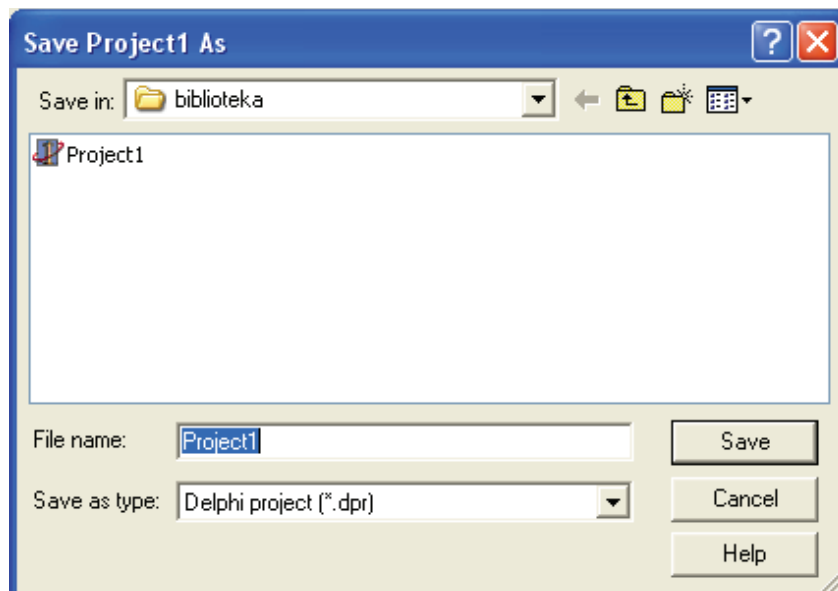 Save Project1 As
Save in: biblioteka
Project1
File name: Project1
Save
Save as type: Delphi project (*.dpr)
Cancel
Help